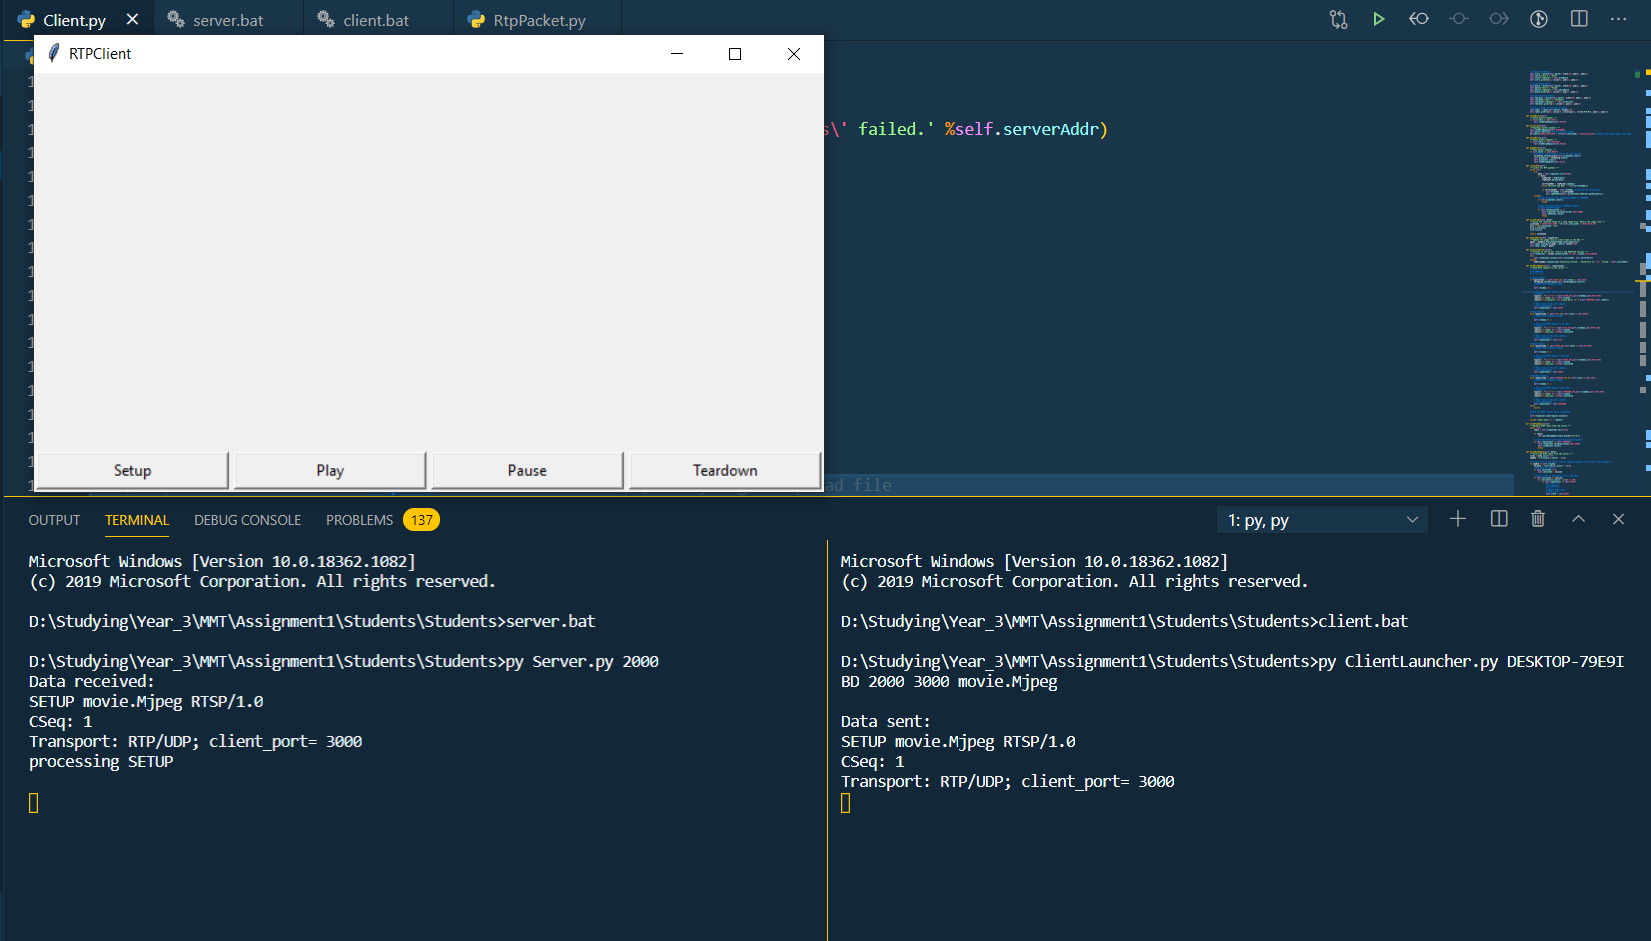 Client.py
server.bat
client.bat
RtpPacket.py
RTPClient
s\' failed.' %self.serverAddr)
Setup
Play
Pause
Teardown
ad file
OUTPUT
TERMINAL
DEBUG CONSOLE
PROBLEMS
137
1: py, py
Microsoft Windows [Version 10.0.18362.1082]
(c) 2019 Microsoft Corporation. All rights reserved.
D:\Studying\Year_3\MMT\Assignment1\Students\Students>server.bat
D:\Studying\Year_3\MMT\Assignment1\Students\Students>py Server.py 2000
Data received:
SETUP movie.Mjpeg RTSP/1.0
CSeq: 1
Transport: RTP/UDP; client_port= 3000
processing SETUP
Microsoft Windows [Version 10.0.18362.1082]
(c) 2019 Microsoft Corporation. All rights reserved.
D:\Studying\Year_3\MMT\Assignment1\Students\Students>client.bat
D:\Studying\Year_3\MMT\Assignment1\Students\Students>py ClientLauncher.py DESKTOP-79E9I
BD 2000 3000 movie.Mjpeg
Data sent:
SETUP movie.Mjpeg RTSP/1.0
CSeq: 1
Transport: RTP/UDP; client_port= 3000